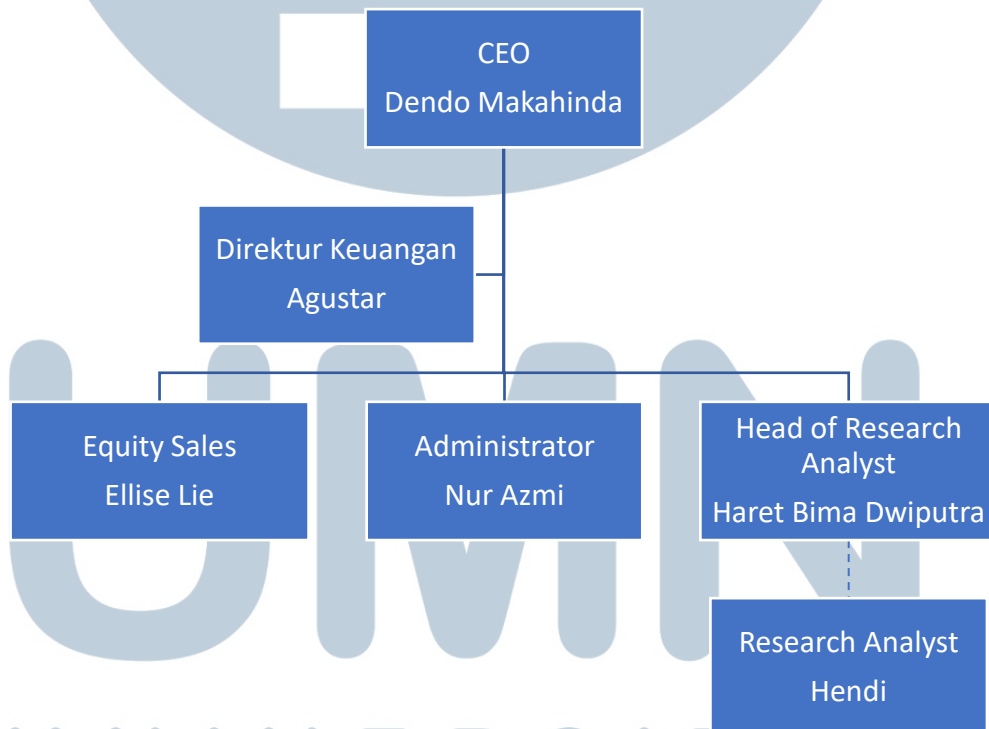 CEO
Dendo Makahinda
Direktur Keuangan
Agustar
Equity Sales
Ellise Lie
Administrator
Nur Azmi
Head of Research
Analyst
Haret Bima Dwiputra
UMN
Research Analyst
Hendi